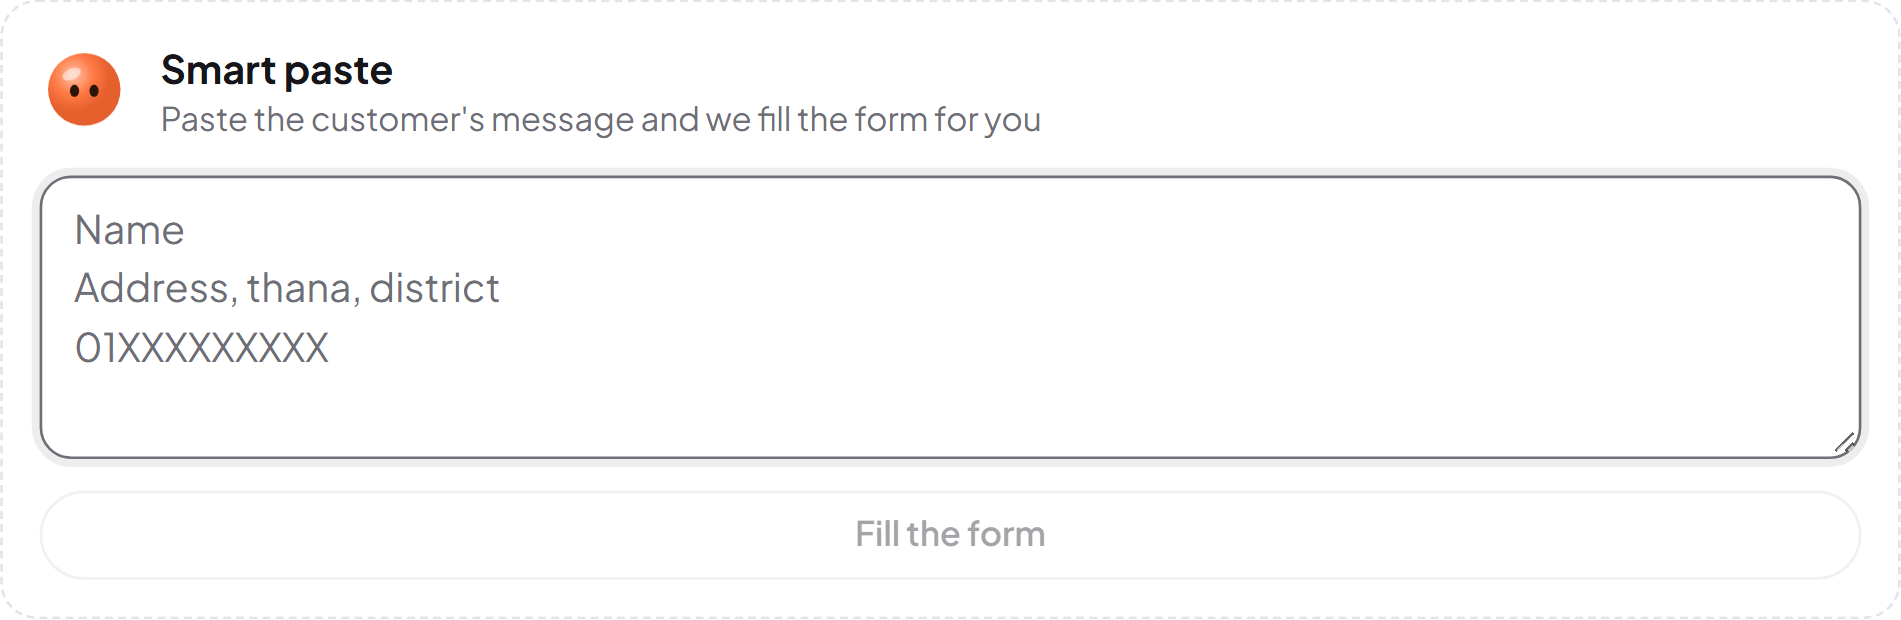 Smart paste
Paste the customer's message and we fill the form for you
Name
Address, thana, district
01XXXXXXXXX
Fill the form